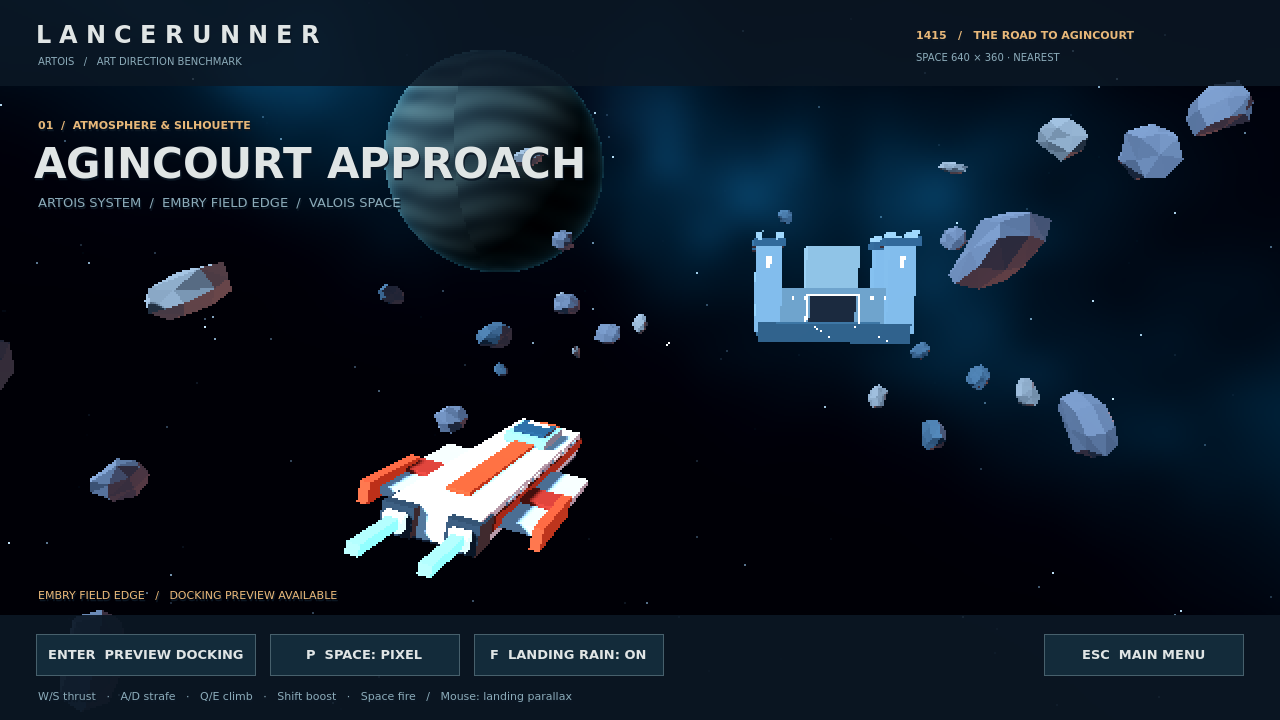 LANCERUNNER
ARTOIS / ART DIRECTION BENCHMARK
1415 / THE ROAD TO AGINCOURT
SPACE 640 × 360 · NEAREST
01 / ATMOSPHERE & SILHOUETTE
AGINCOURT APPROACH
ARTOIS SYSTEM / EMBRY FIELD EDGE / VALOIS SPACE
EMBRY FIELD EDGE / DOCKING PREVIEW AVAILABLE
ENTER PREVIEW DOCKING
P SPACE: PIXEL
F LANDING RAIN: ON
ESC MAIN MENU
W/S thrust · A/D strafe · Q/E climb · Shift boost · Space fire / Mouse: landing parallax